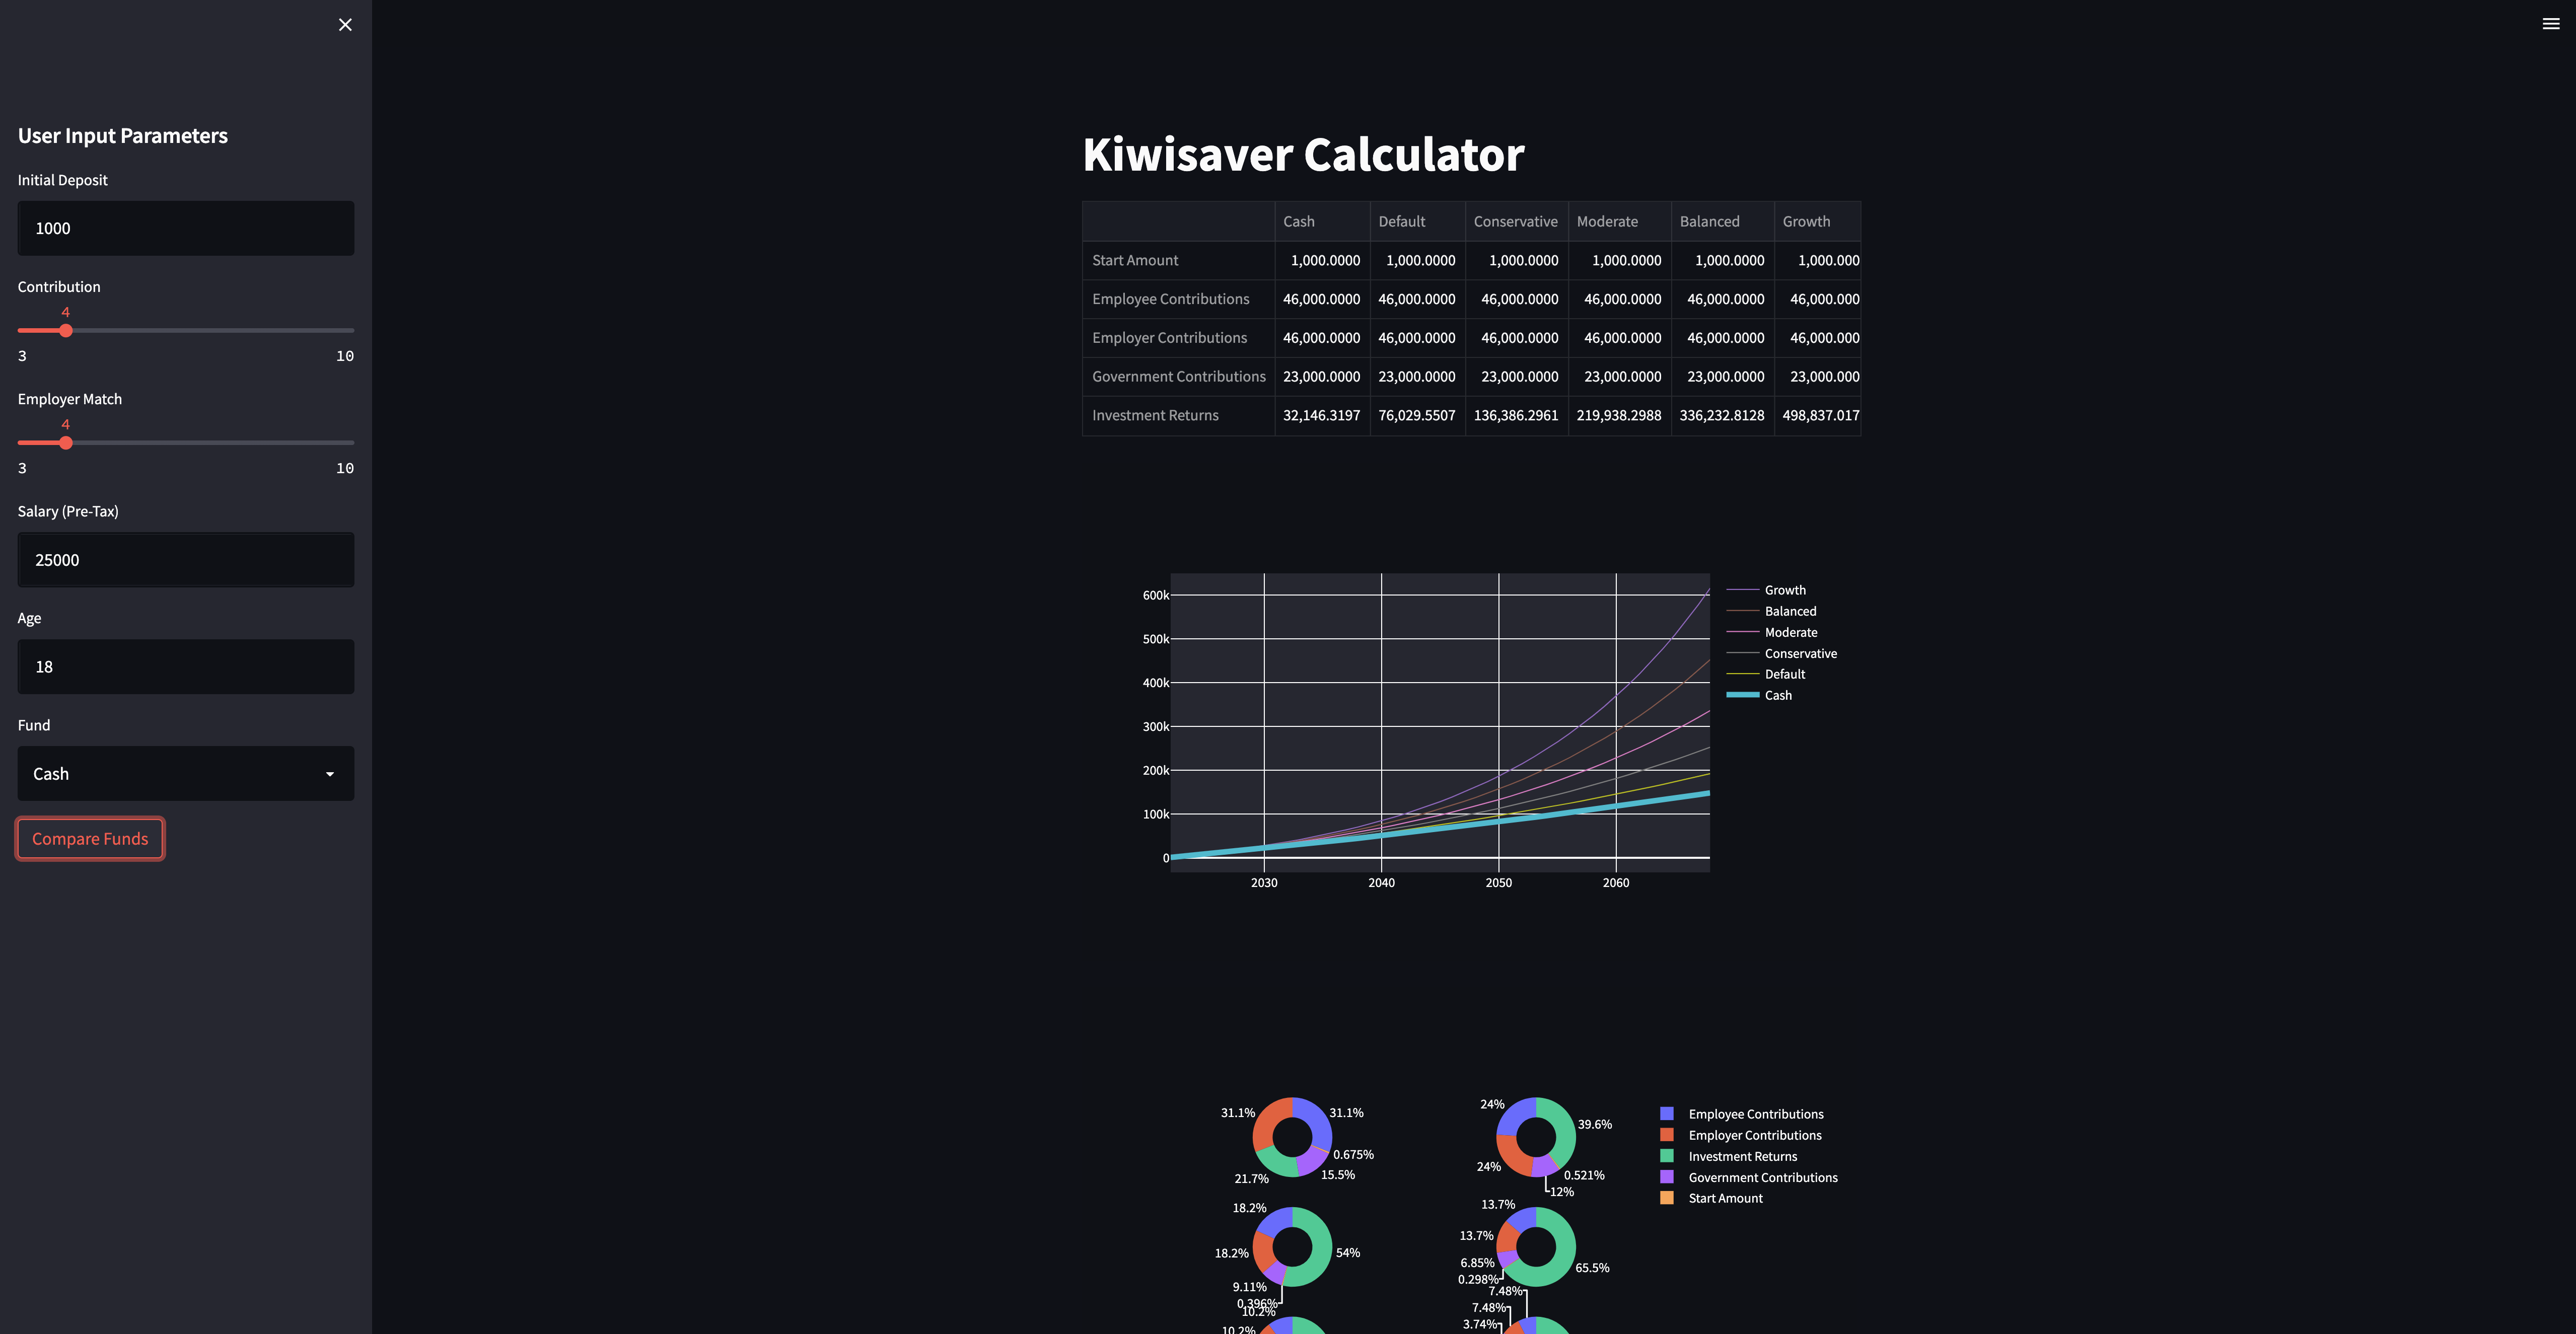 User Input Parameters
Initial Deposit
1000
Contribution
4
3 10
Employer Match
4
3 10
Salary (Pre-Tax)
25000
Age
18
Fund
Cash
Compare Funds
Kiwisaver Calculator
Cash Default Conservative Moderate Balanced Growth
Start Amount 1,000.0000 1,000.0000 1,000.0000 1,000.0000 1,000.0000 1,000.000
Employee Contributions 46,000.0000 46,000.0000 46,000.0000 46,000.0000 46,000.0000 46,000.000
Employer Contributions 46,000.0000 46,000.0000 46,000.0000 46,000.0000 46,000.0000 46,000.000
Government Contributions 23,000.0000 23,000.0000 23,000.0000 23,000.0000 23,000.0000 23,000.000
Investment Returns 32,146.3197 76,029.5507 136,386.2961 219,938.2988 336,232.8128 498,837.017
600k
500k
400k
300k
200k
100k
0
2030 2040 2050 2060
Growth
Balanced
Moderate
Conservative
Default
Cash
31.1% 31.1%
0.675%
21.7% 15.5%
24%
39.6%
24%
0.521%
12%
18.2%
18.2% 54%
9.11%
0.396%
13.7%
13.7%
6.85%
65.5%
0.298%
10.2%
10.2%
7.48%
7.48%
3.74%
Employee Contributions
Employer Contributions
Investment Returns
Government Contributions
Start Amount